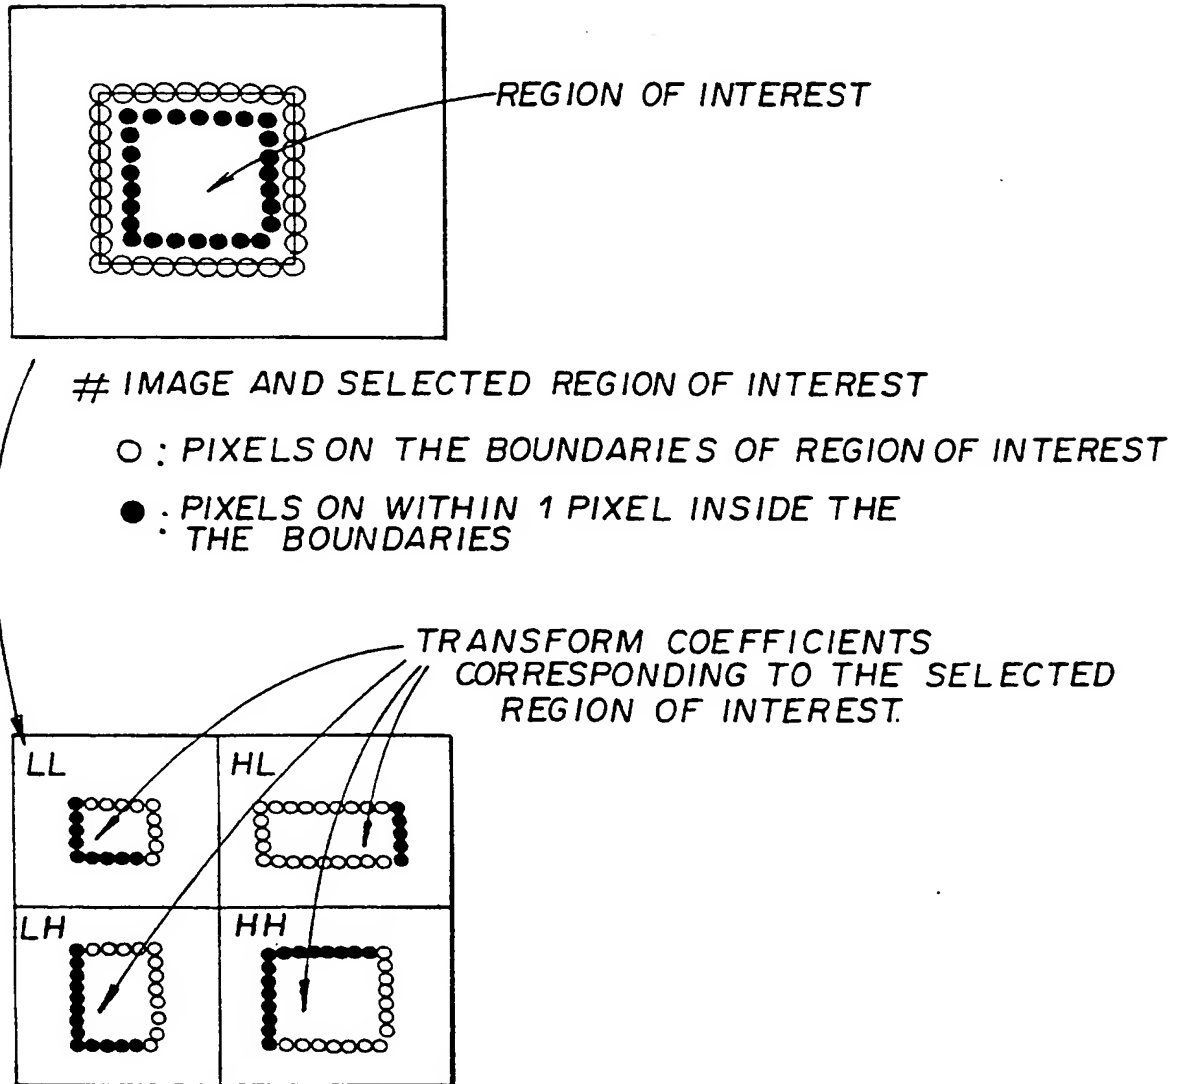 REGION OF INTEREST
# IMAGE AND SELECTED REGION OF INTEREST
○ : PIXELS ON THE BOUNDARIES OF REGION OF INTEREST
● : PIXELS ON WITHIN 1 PIXEL INSIDE THE
THE BOUNDARIES
TRANSFORM COEFFICIENTS
CORRESPONDING TO THE SELECTED
REGION OF INTEREST.
LL
HL
LH
HH